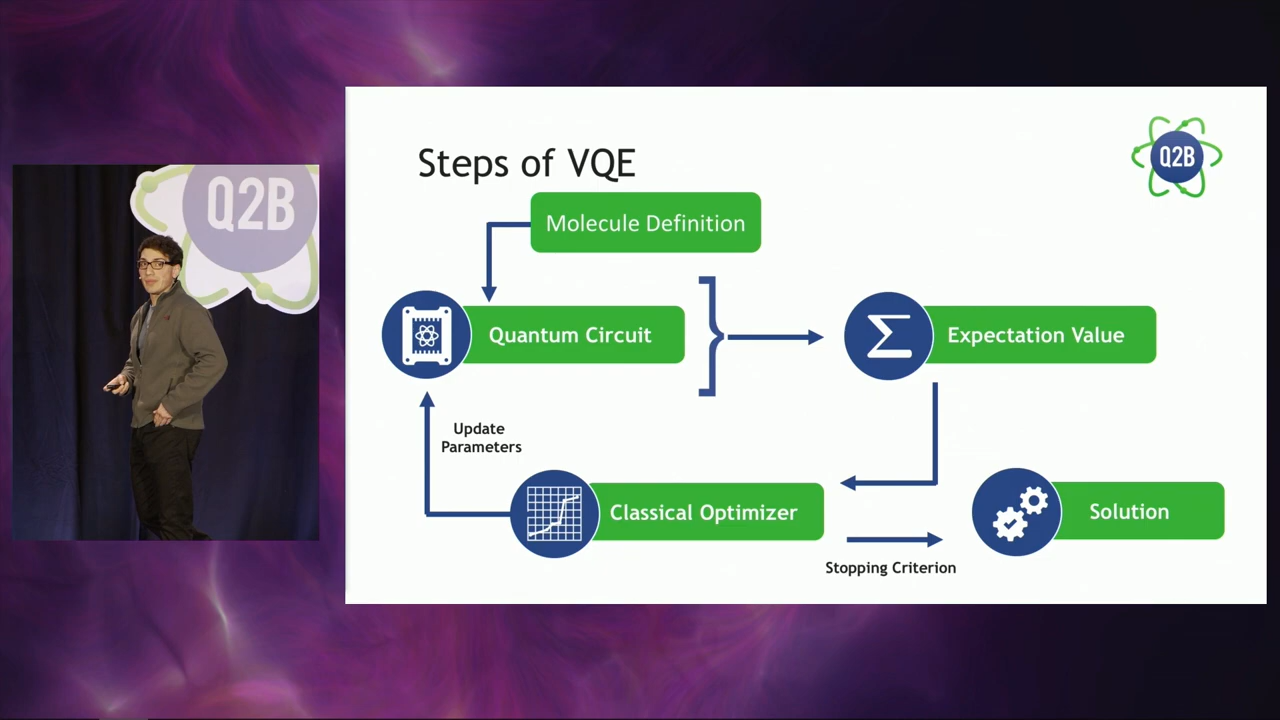 Steps of VQE
Q2B
Q2B
Molecule Definition
Quantum Circuit
Expectation Value
Update
Parameters
Classical Optimizer
Solution
Stopping Criterion